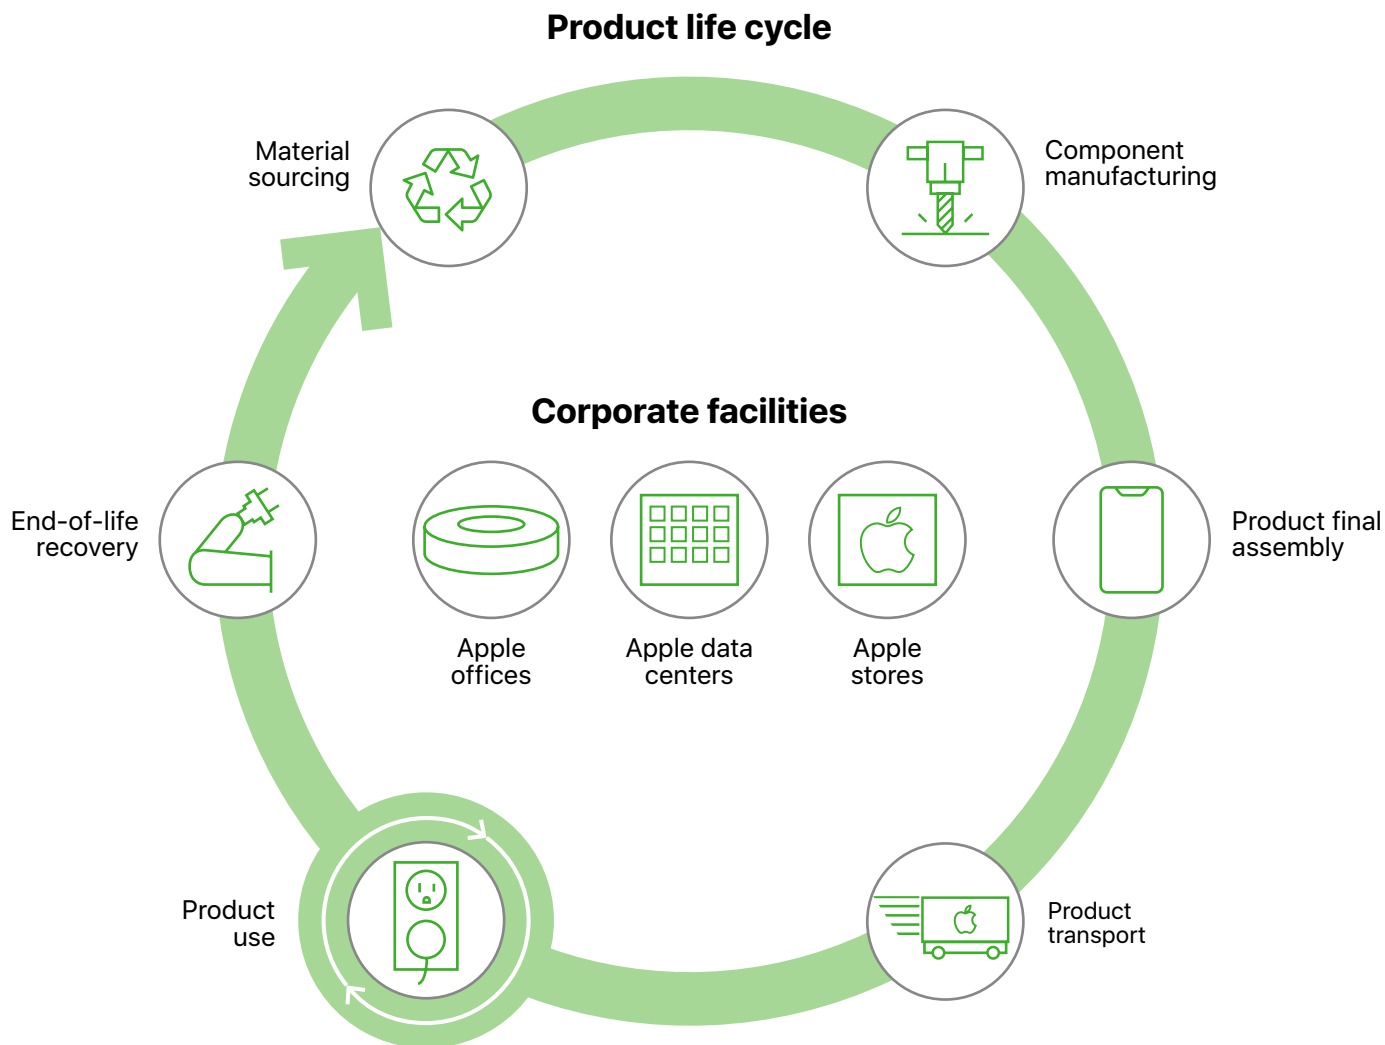 Product life cycle
Material
sourcing
Component
manufacturing
Corporate facilities
End-of-life
recovery
Product final
assembly
Apple
offices
Apple data
centers
Apple
stores
Product
use
Product
transport